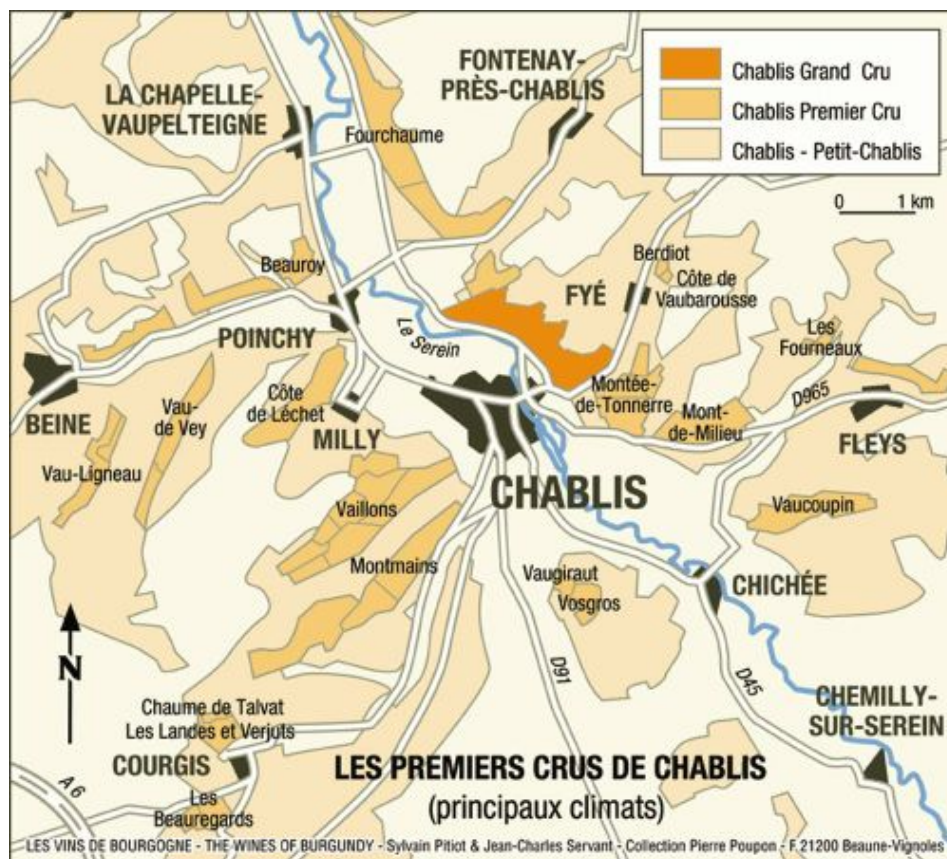 FONTENAY-
PRÈS-CHABLIS
LA CHAPELLE-
VAUPELTEIGNE
Fourchaume
Chablis Grand Cru
Chablis Premier Cru
Chablis - Petit-Chablis
0 1 km
Beauroy
Berdiot
FYÉ
Côte de
Vaubarousse
POINCHY
Le Serein
Les
Fourneaux
BEINE
Vau-
de Vey
Côte
de Léchet
MILLY
Montée-
de-Tonnerre
Mont-
de-Milieu
D965
FLEYS
Vau-Ligneau
CHABLIS
Vaillons
Vaucoupin
Montmains
Vaugiraut
Vosgros
CHICHÉE
N
D91
D45
Chaume de Talvat
Les Landes et Verjuts
CHEMILLY-
SUR-SEREIN
COURGIS
A 6
Les
Beauregards
LES PREMIERS CRUS DE CHABLIS
(principaux climats)
LES VINS DE BOURGOGNE - THE WINES OF BURGUNDY - Sylvain Pitiot & Jean-Charles Servant - Collection Pierre Poupon - F.21200 Beaune-Vignoles